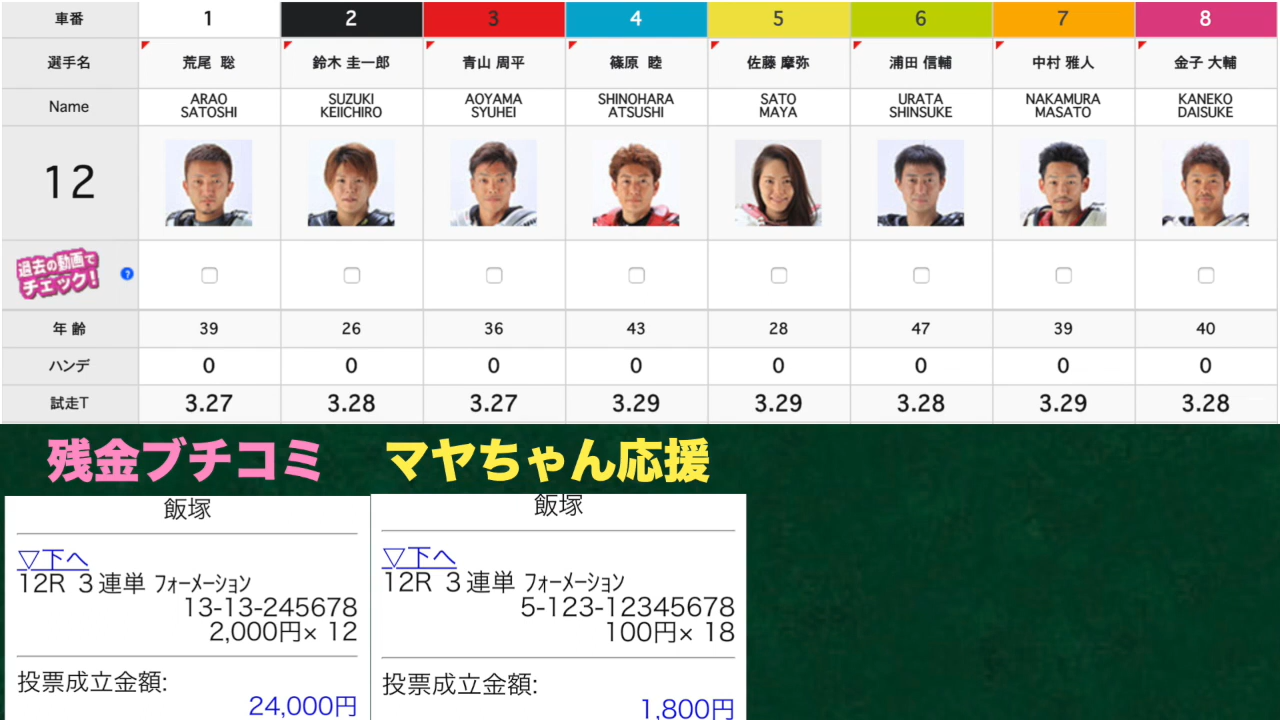 車番 1 2 3 4 5 6 7 8
選手名 荒尾 聡 鈴木 圭一郎 青山 周平 篠原 睦 佐藤 摩弥 浦田 信輔 中村 雅人 金子 大輔
Name ARAO SATOSHI SUZUKI KEIICHIRO AOYAMA SYUHEI SHINOHARA ATSUSHI SATO MAYA URATA SHINSUKE NAKAMURA MASATO KANEKO DAISUKE
12
過去の動画で
チェック!
?
年 齢 39 26 36 43 28 47 39 40
ハンデ 0 0 0 0 0 0 0 0
試走T 3.27 3.28 3.27 3.29 3.29 3.28 3.29 3.28
残金ブチコミ
飯塚
▽下へ
12R 3連単 フォーメーション
13-13-245678
2,000円× 12
投票成立金額:
24,000円
マヤちゃん応援
飯塚
▽下へ
12R 3連単 フォーメーション
5-123-12345678
100円× 18
投票成立金額:
1,800円